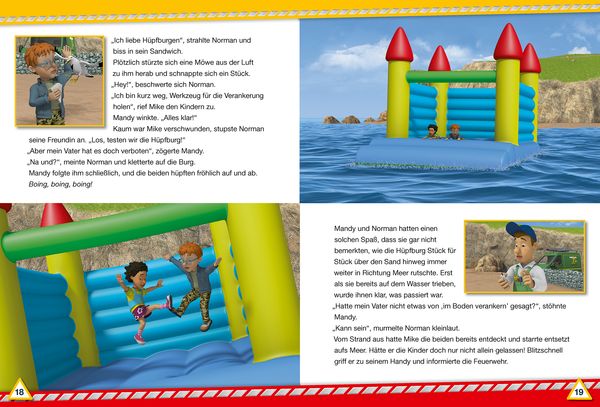 „Ich liebe Hüpfburgen“, strahlte Norman und
biss in sein Sandwich.
Plötzlich stürzte sich eine Möwe aus der Luft
zu ihm herab und schnappte sich ein Stück.
„Hey!“, beschwerte sich Norman.
„Ich bin kurz weg, Werkzeug für die Verankerung
holen“, rief Mike den Kindern zu.
Mandy winkte. „Alles klar!“
Kaum war Mike verschwunden, stupste Norman
seine Freundin an. „Los, testen wir die Hüpfburg!“
„Aber mein Vater hat es doch verboten“, zögerte Mandy.
„Na und?“, meinte Norman und kletterte auf die Burg.
Mandy folgte ihm schließlich, und die beiden hüpften fröhlich auf und ab.
Boing, boing, boing!
18
Mandy und Norman hatten einen
solchen Spaß, dass sie gar nicht
bemerkten, wie die Hüpfburg Stück für
Stück über den Sand hinweg immer
weiter in Richtung Meer rutschte. Erst
als sie bereits auf dem Wasser trieben,
wurde ihnen klar, was passiert war.
„Hatte mein Vater nicht etwas von ‚im Boden verankern‘ gesagt?“, stöhnte
Mandy.
„Kann sein“, murmelte Norman kleinlaut.
Vom Strand aus hatte Mike die beiden bereits entdeckt und starrte entsetzt
aufs Meer. Hätte er die Kinder doch nur nicht allein gelassen! Blitzschnell
griff er zu seinem Handy und informierte die Feuerwehr.
19